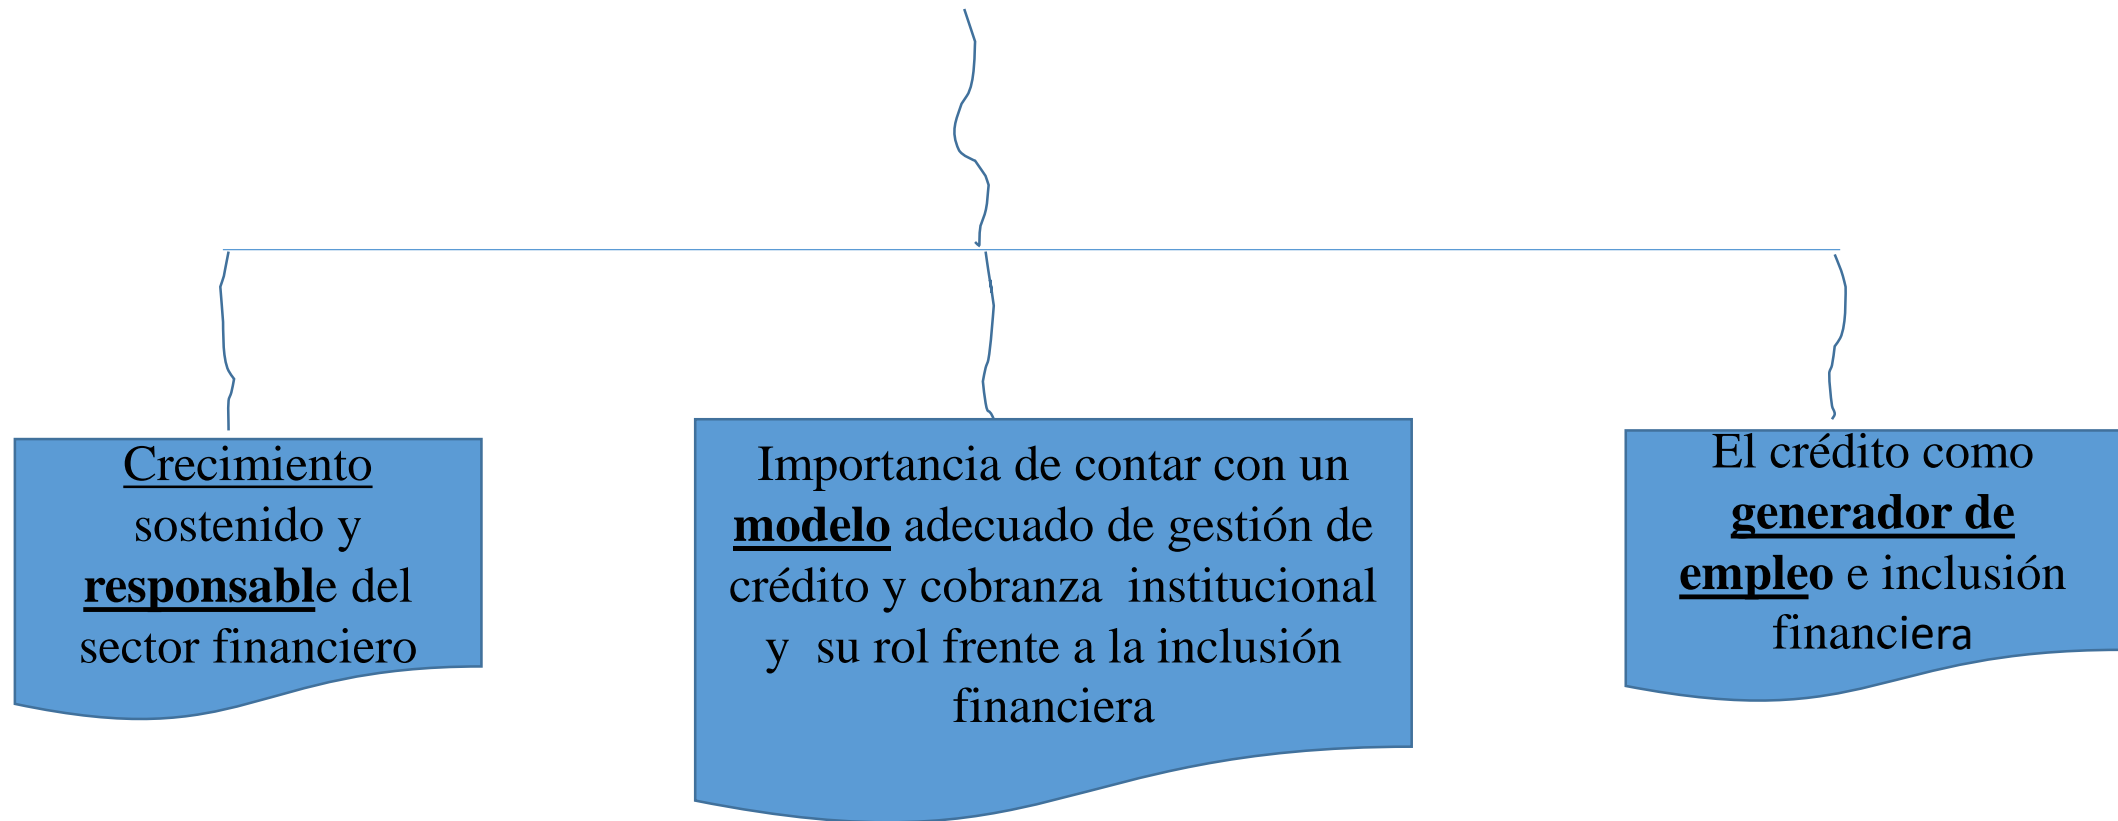 Crecimiento
sostenido y
responsable del
sector financiero
Importancia de contar con un
modelo adecuado de gestión de
crédito y cobranza  institucional
y  su rol frente a la inclusión
financiera
El crédito como
generador de
empleo e inclusión
financiera